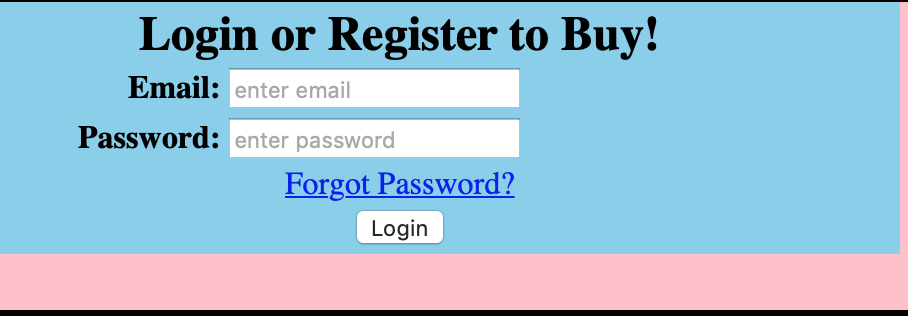 Login or Register to Buy!
Email: enter email
Password: enter password
Forgot Password?
Login